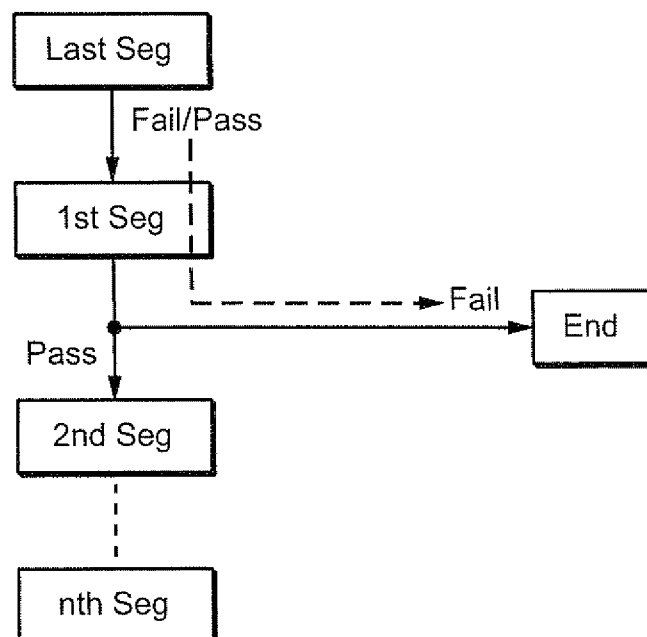 Last Seg
Fail/Pass
1st Seg
Fail
End
Pass
2nd Seg
nth Seg